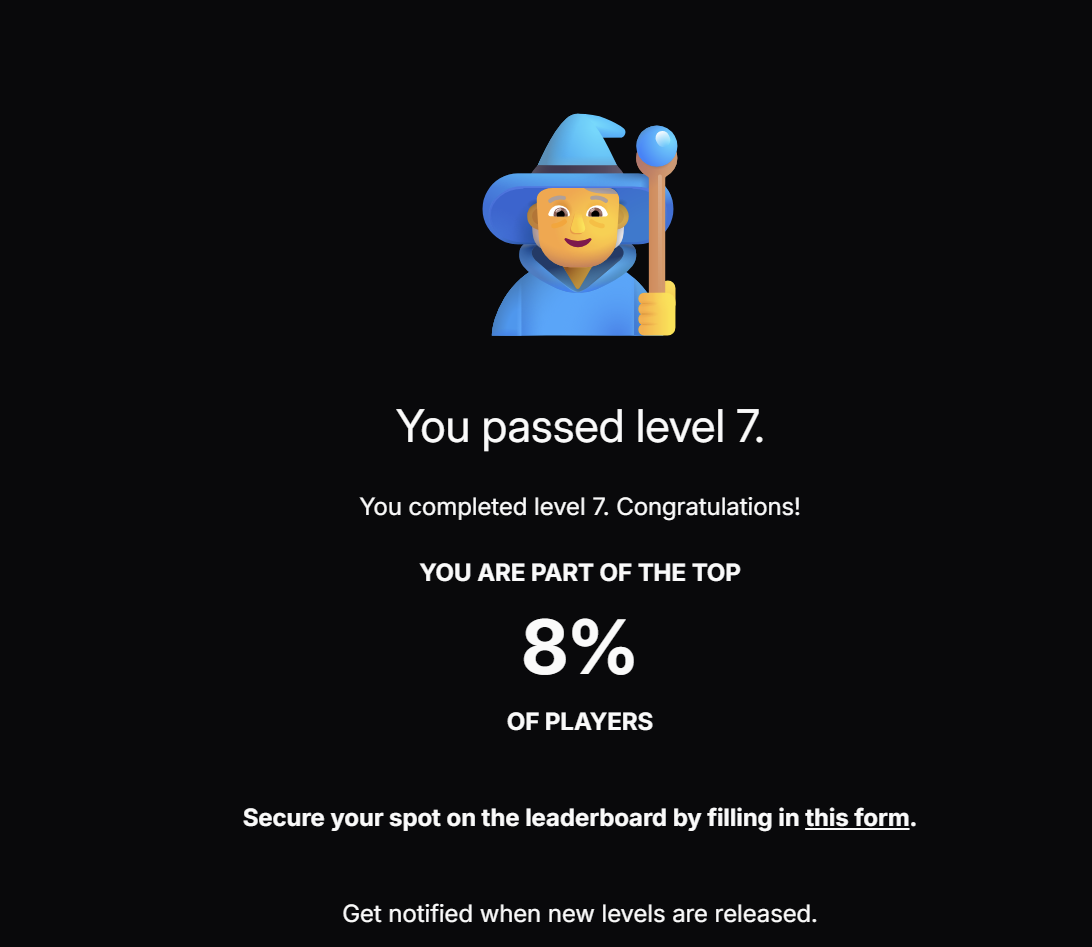 You passed level 7.
You completed level 7. Congratulations!
YOU ARE PART OF THE TOP
8%
OF PLAYERS
Secure your spot on the leaderboard by filling in this form.
Get notified when new levels are released.